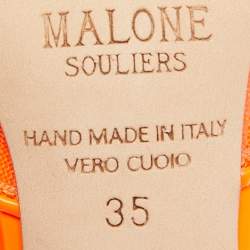 MALONE
SOULIERS
HAND MADE IN ITALY
VERO CUOIO
35